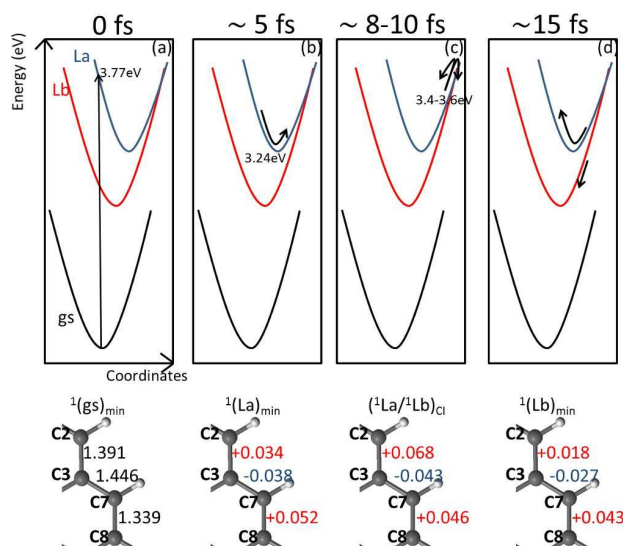 0 fs
~ 5 fs
~ 8-10 fs
~15 fs
Energy (eV)
(a)
La
3.77eV
Lb
gs
Coordinates
(b)
3.24eV
(c)
3.4-3.6eV
(d)
¹(gs)min
C2
1.391
C3
1.446
C7
1.339
C8
¹(La)min
C2
+0.034
C3
-0.038
C7
+0.052
C8
(¹La/¹Lb)CI
C2
+0.068
C3
-0.043
C7
+0.046
C8
¹(Lb)min
C2
+0.018
C3
-0.027
C7
+0.043
C8